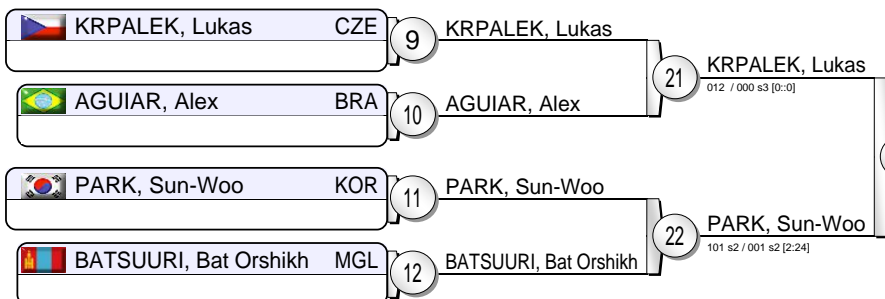 KRPALEK, Lukas CZE
9
KRPALEK, Lukas
21
KRPALEK, Lukas
012 / 000 s3 [0::0]
AGUIAR, Alex BRA
10
AGUIAR, Alex
PARK, Sun-Woo KOR
11
PARK, Sun-Woo
22
PARK, Sun-Woo
101 s2 / 001 s2 [2:24]
BATSUURI, Bat Orshikh MGL
12
BATSUURI, Bat Orshikh